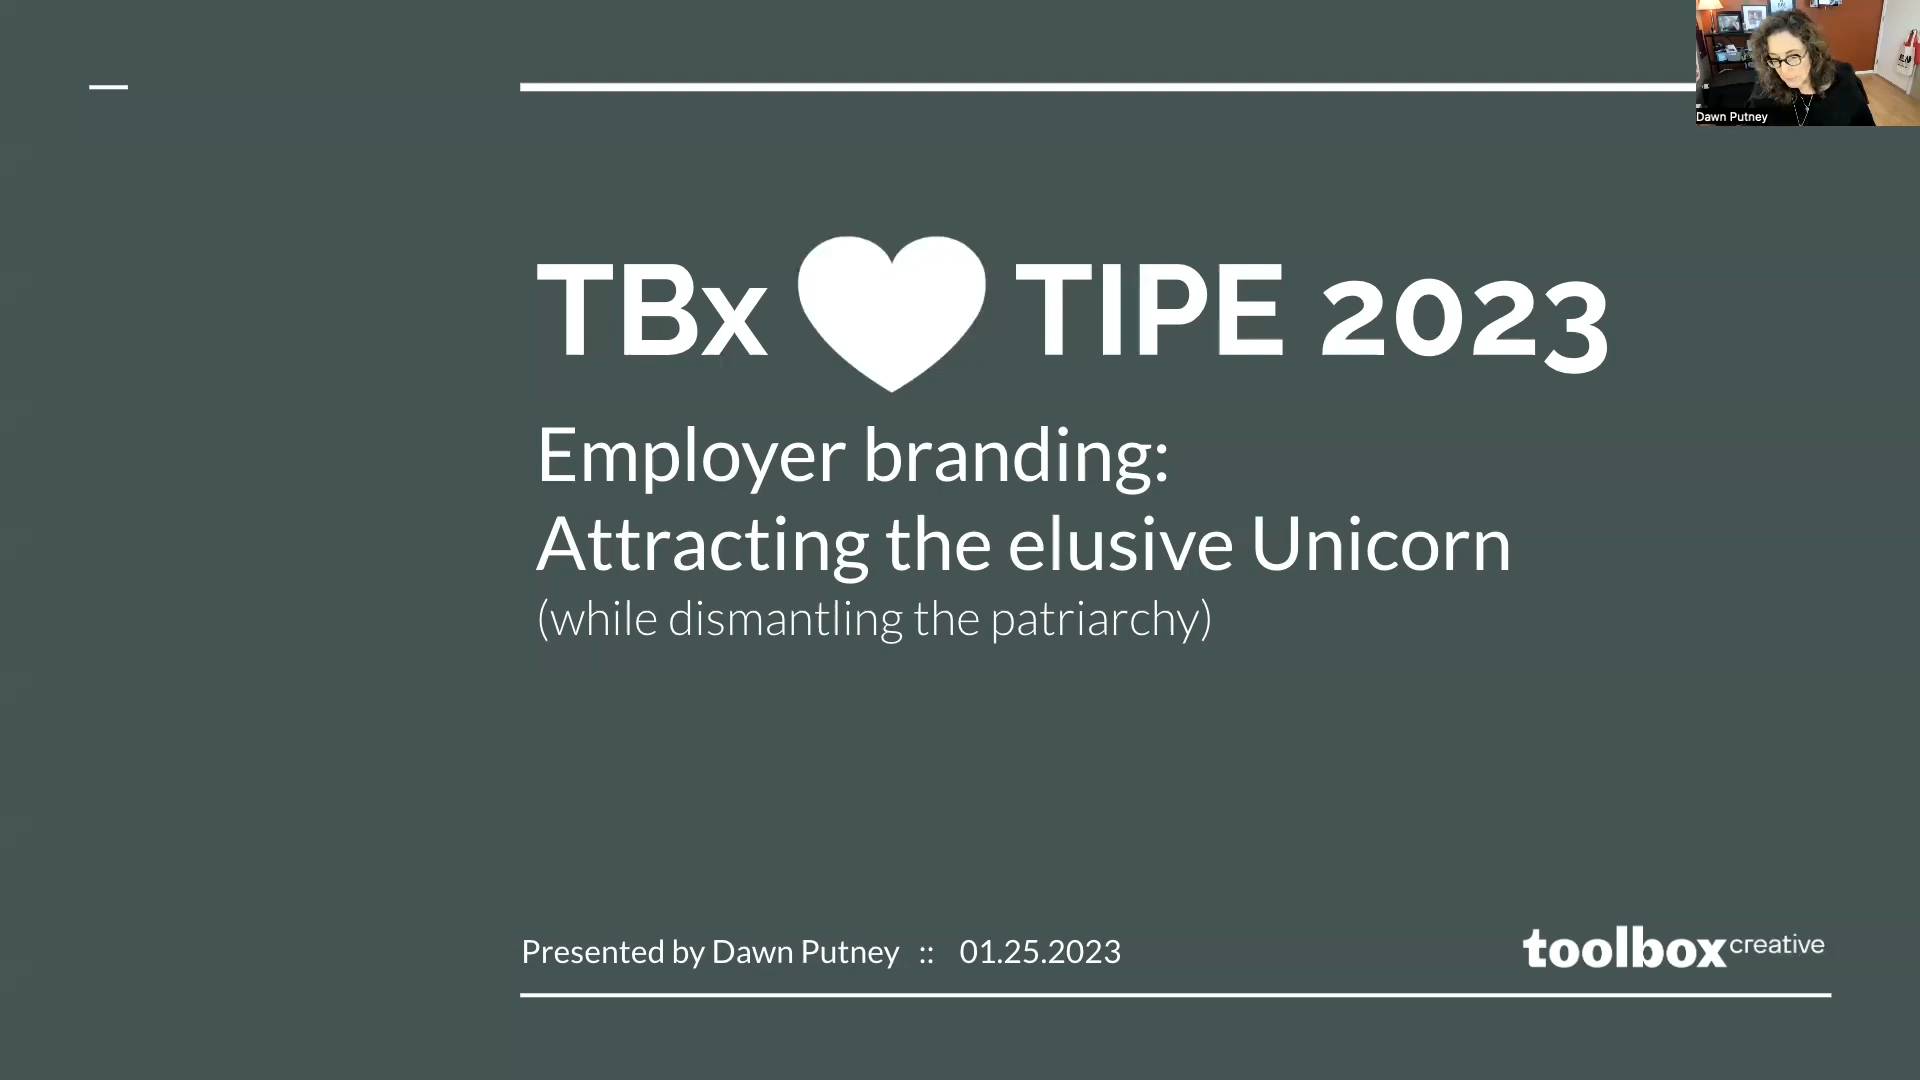 Dawn Putney
TBx TIPE 2023
Employer branding:
Attracting the elusive Unicorn
(while dismantling the patriarchy)
Presented by Dawn Putney :: 01.25.2023
toolbox creative